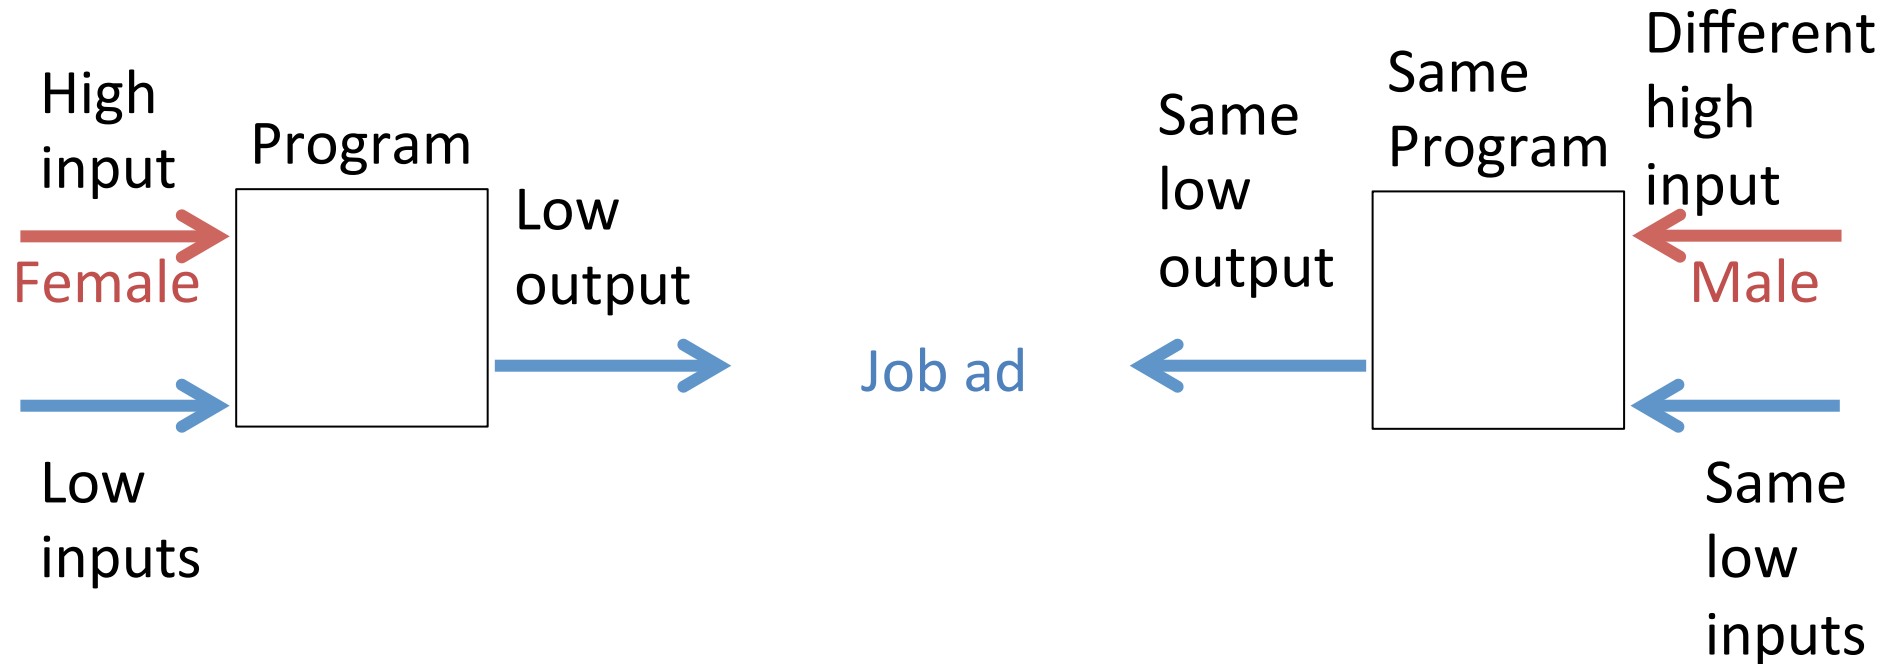 High
input
Female
Program
Low
output
Low
inputs
Job ad
Same
low
output
Same
Program
Different
high
input
Male
Same
low
inputs